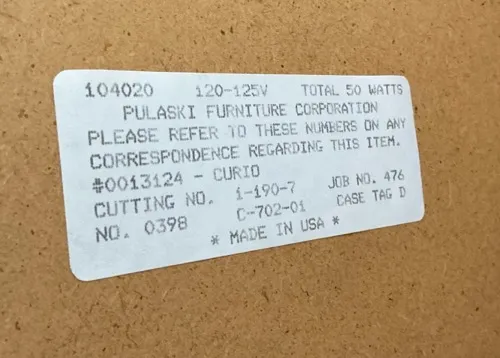 104020 120-125V TOTAL 50 WATTS
PULASKI FURNITURE CORPORATION
PLEASE REFER TO THESE NUMBERS ON ANY
CORRESPONDENCE REGARDING THIS ITEM.
#0013124 - CURIO
CUTTING NO. 1-190-7 JOB NO. 476
NO. 0398 C-702-01 CASE TAG D
* MADE IN USA *